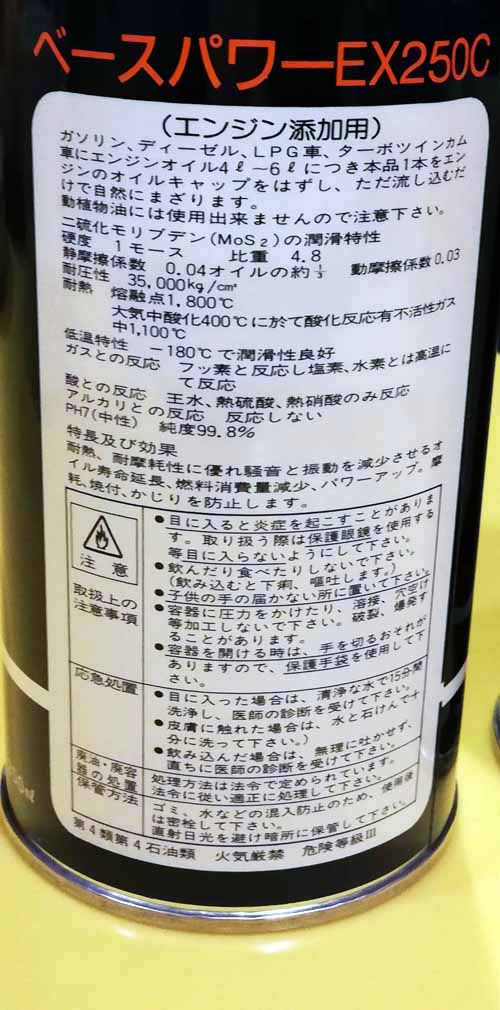 ベースパワーEX250C
（エンジン添加用）
ガソリン、ディーゼル、LPG車、ターボツインカム
車にエンジンオイル4ℓ〜6ℓにつき本品1本をエン
ジンのオイルキャップをはずし、ただ流し込むだ
けで自然にまざります。
動植物油には使用出来ませんので注意下さい。
二硫化モリブデン(MoS₂)の潤滑特性
硬度 1モース 比重 4.8
静摩擦係数 0.04オイルの約⅓ 動摩擦係数0.03
耐圧性 35,000kg/c㎡
耐熱 熔融点1,800℃
大気中酸化400℃に於て酸化反応有不活性ガス
中1,100℃
低温特性 −180℃で潤滑性良好
ガスとの反応 フッ素と反応し塩素、水素とは高温に
て反応
酸との反応 王水、熱硫酸、熱硝酸のみ反応
アルカリとの反応 反応しない
PH7(中性) 純度99.8%
特長及び効果
耐熱、耐摩耗性に優れ騒音と振動を減少させるオ
イル寿命延長、燃料消費量減少、パワーアップ。摩
耗、焼付、かじりを防止します。
注意
取扱上の
注意事項
●目に入ると炎症を起こすことがありま
す。取り扱う際は保護眼鏡を使用する
等目に入らないようにして下さい。
●飲んだり食べたりしないで下さい。
(飲み込むと下痢、嘔吐します。)
●子供の手の届かない所に置いて下さい。
●容器に圧力をかけたり、溶接、穴空け
等加工しないで下さい。破裂、爆発す
ることがあります。
●容器を開ける時は、手を切るおそれが
ありますので、保護手袋を使用して下
さい。
応急処置
●目に入った場合は、清浄な水で15分間
洗浄し、医師の診断を受けて下さい。
●皮膚に触れた場合は、水と石けんで十
分に洗って下さい。）
●飲み込んだ場合は、無理に吐かせず、
直ちに医師の診断を受けて下さい。
廃油・廃容
器の処置
処理方法は法令で定められています。
法令に従い適正に処理して下さい。
保管方法
ゴミ、水などの混入防止のため、使用後
は密栓して下さい。
直射日光を避け暗所に保管して下さい。
第4類第4石油類 火気厳禁 危険等級Ⅲ